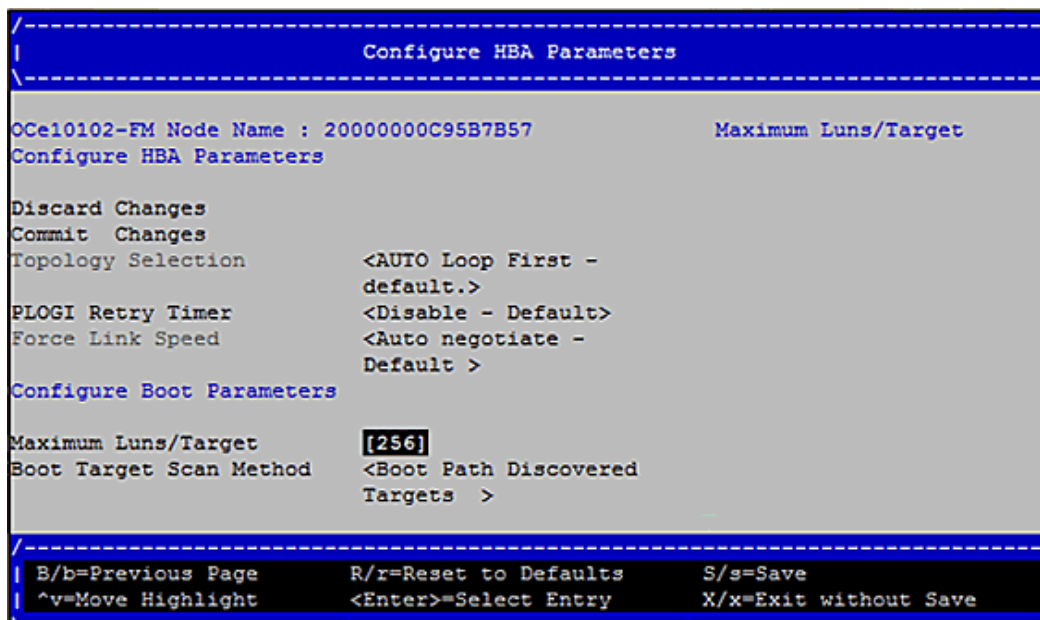 /------------------------------------------------------------------------------
| Configure HBA Parameters
\------------------------------------------------------------------------------
OCe10102-FM Node Name : 20000000C95B7B57 Maximum Luns/Target
Configure HBA Parameters
Discard Changes
Commit  Changes
Topology Selection <AUTO Loop First -
default.>
PLOGI Retry Timer <Disable - Default>
Force Link Speed <Auto negotiate -
Default >
Configure Boot Parameters
Maximum Luns/Target [256]
Boot Target Scan Method <Boot Path Discovered
Targets  >
/------------------------------------------------------------------------------
| B/b=Previous Page R/r=Reset to Defaults S/s=Save
| ^v=Move Highlight <Enter>=Select Entry X/x=Exit without Save